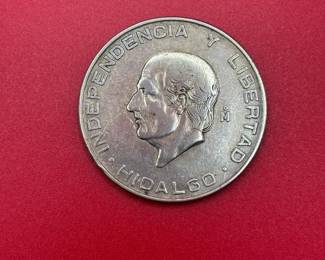 INDEPENDENCIA Y LIBERTAD
M
· HIDALGO ·